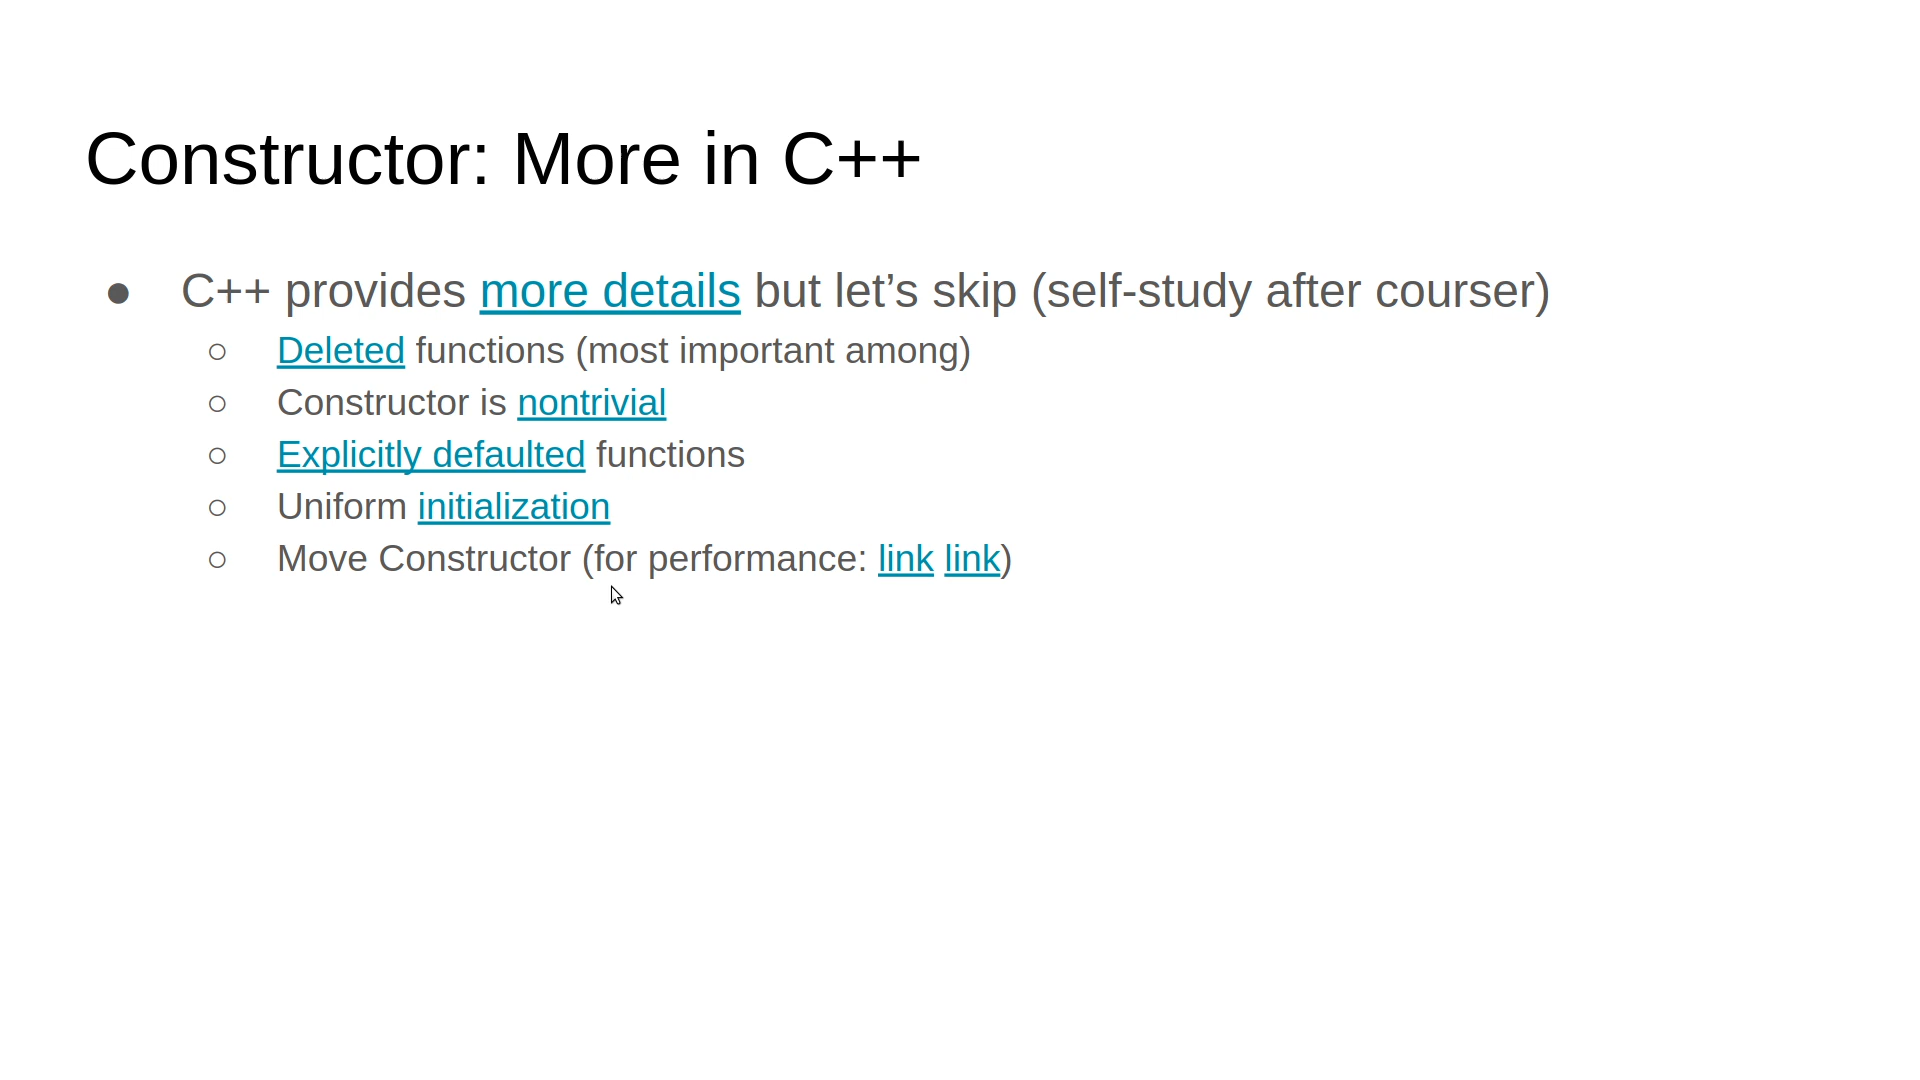 Constructor: More in C++
● C++ provides more details but let’s skip (self-study after courser)
○ Deleted functions (most important among)
○ Constructor is nontrivial
○ Explicitly defaulted functions
○ Uniform initialization
○ Move Constructor (for performance: link link)